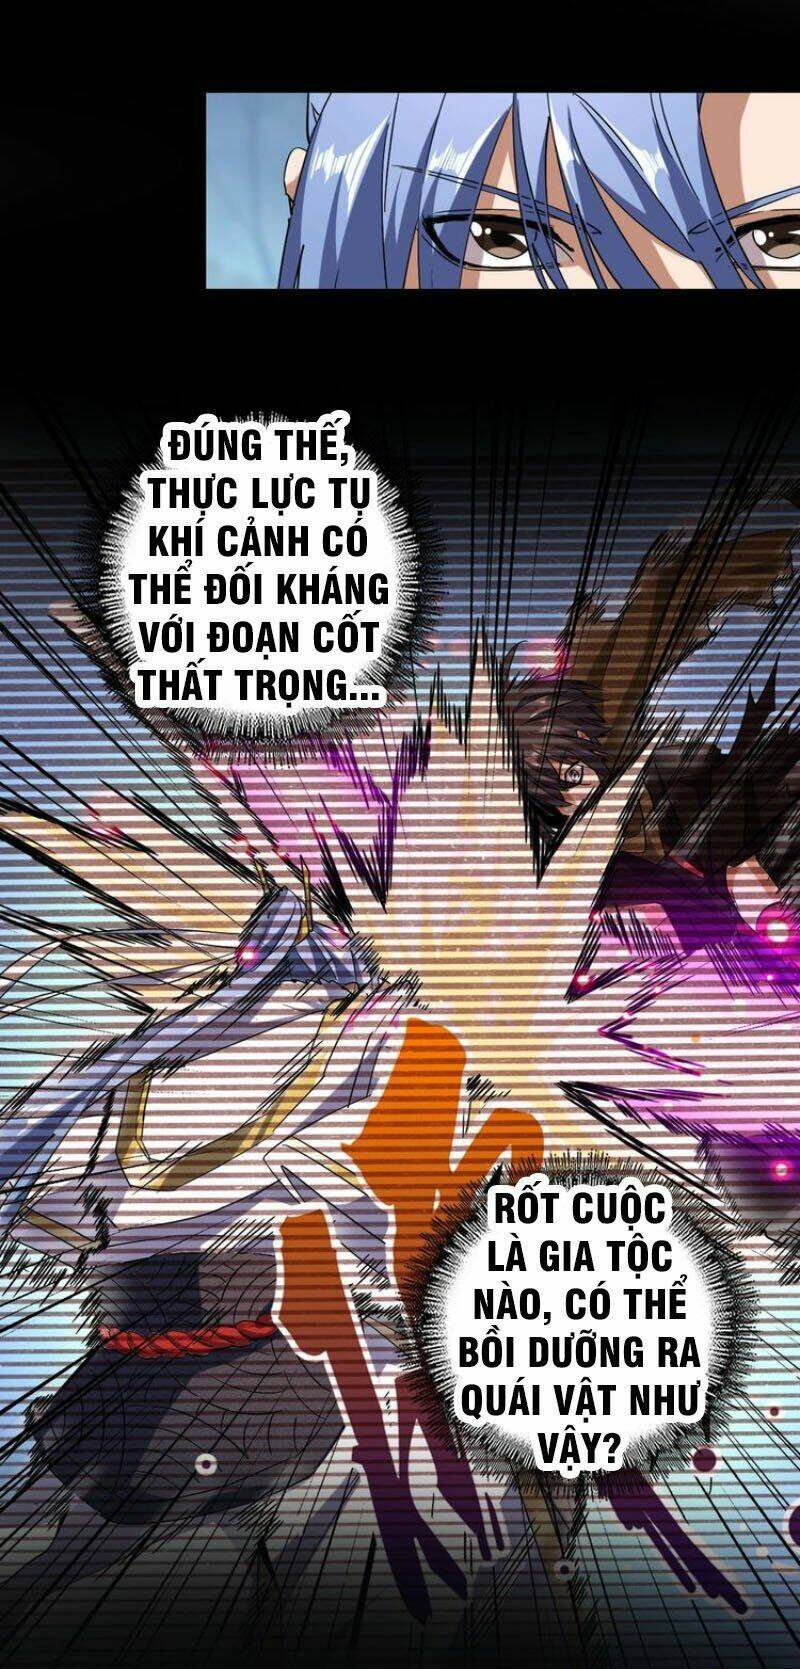 ĐÚNG THẾ,
THỰC LỰC TỤ
KHÍ CẢNH CÓ
THỂ ĐỐI KHÁNG
VỚI ĐOẠN CỐT
THẤT TRỌNG...
RỐT CUỘC
LÀ GIA TỘC
NÀO, CÓ THỂ
BỒI DƯỠNG RA
QUÁI VẬT NHƯ
VẬY?